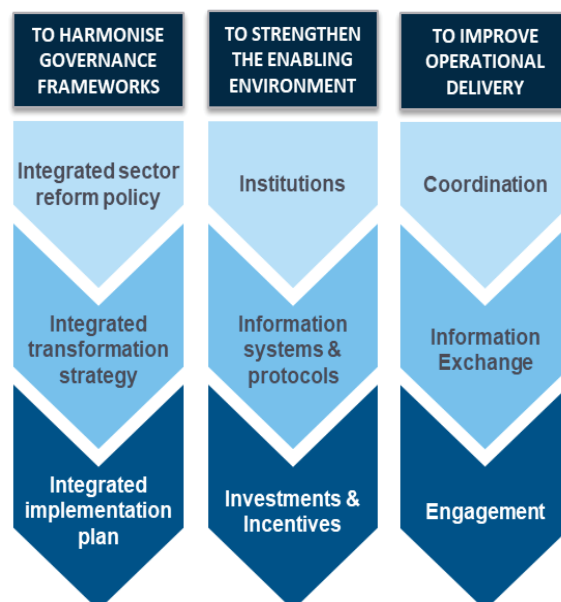 TO HARMONISE
GOVERNANCE
FRAMEWORKS
Integrated sector
reform policy
Integrated
transformation
strategy
Integrated
implementation
plan
TO STRENGTHEN
THE ENABLING
ENVIRONMENT
Institutions
Information
systems &
protocols
Investments &
Incentives
TO IMPROVE
OPERATIONAL
DELIVERY
Coordination
Information
Exchange
Engagement